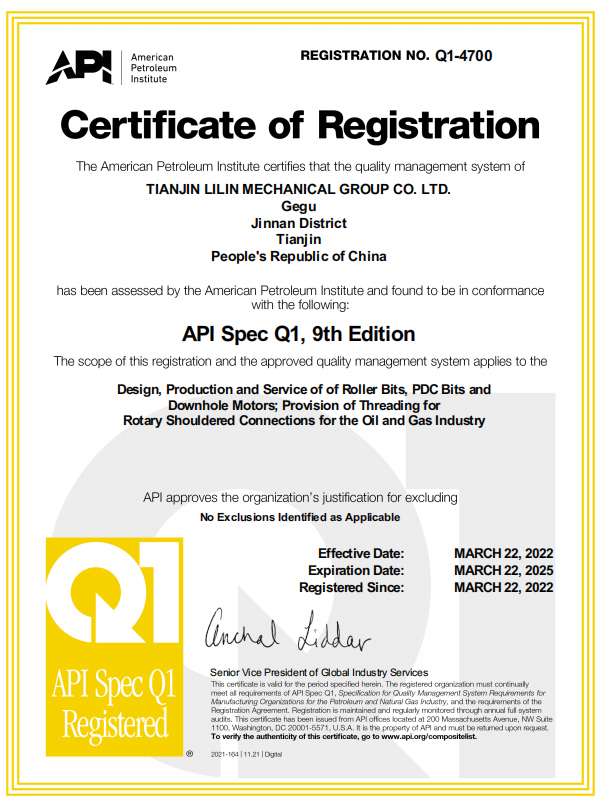 API
American
Petroleum
Institute
REGISTRATION NO. Q1-4700
Certificate of Registration
The American Petroleum Institute certifies that the quality management system of
TIANJIN LILIN MECHANICAL GROUP CO. LTD.
Gegu
Jinnan District
Tianjin
People's Republic of China
has been assessed by the American Petroleum Institute and found to be in conformance
with the following:
API Spec Q1, 9th Edition
The scope of this registration and the approved quality management system applies to the
Design, Production and Service of of Roller Bits, PDC Bits and
Downhole Motors; Provision of Threading for
Rotary Shouldered Connections for the Oil and Gas Industry
API approves the organization's justification for excluding
No Exclusions Identified as Applicable
Effective Date: MARCH 22, 2022
Expiration Date: MARCH 22, 2025
Registered Since: MARCH 22, 2022
Q1
API Spec Q1
Registered
®
Anchal Liddar
Senior Vice President of Global Industry Services
This certificate is valid for the period specified herein. The registered organization must continually
meet all requirements of API Spec Q1, Specification for Quality Management System Requirements for
Manufacturing Organizations for the Petroleum and Natural Gas Industry, and the requirements of the
Registration Agreement. Registration is maintained and regularly monitored through annual full system
audits. This certificate has been issued from API offices located at 200 Massachusetts Avenue, NW Suite
1100, Washington, DC 20001-5571, U.S.A. It is the property of API and must be returned upon request.
To verify the authenticity of this certificate, go to www.api.org/compositelist.
2021-164 | 11.21 | Digital